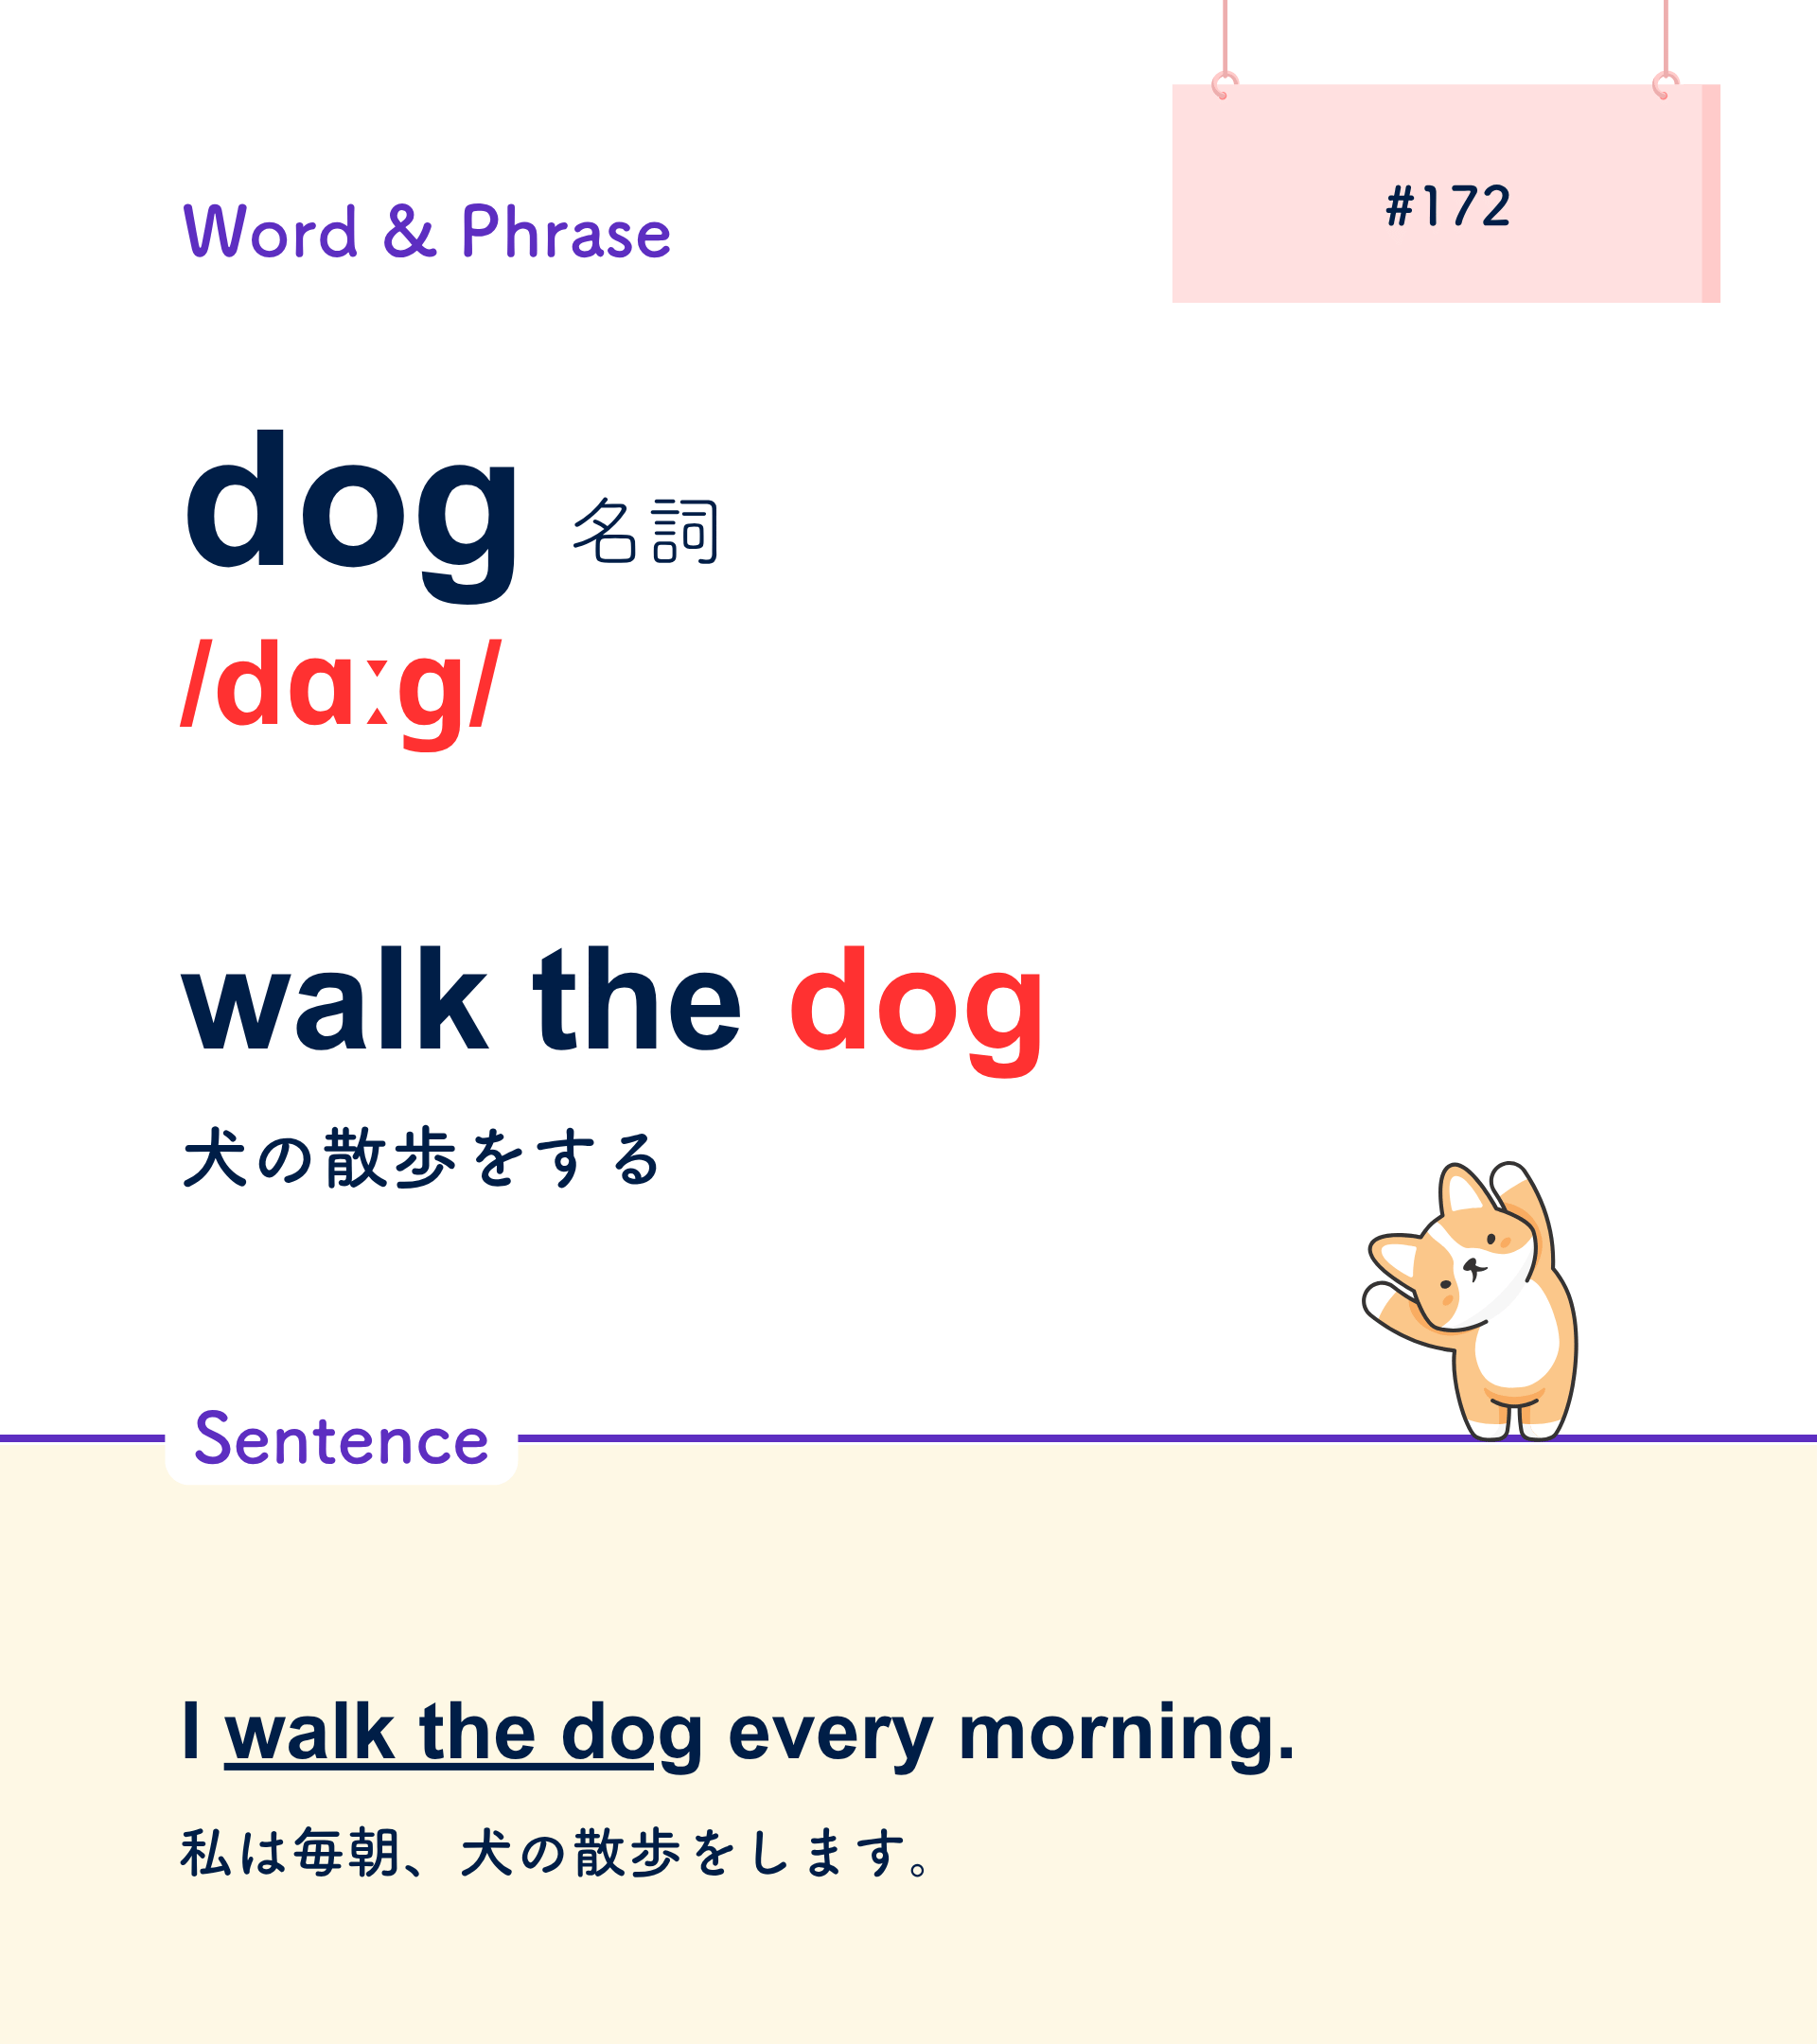 #172
Word & Phrase
dog 名詞
/dɑːg/
walk the dog
犬の散歩をする
Sentence
I walk the dog every morning.
私は毎朝、犬の散歩をします。